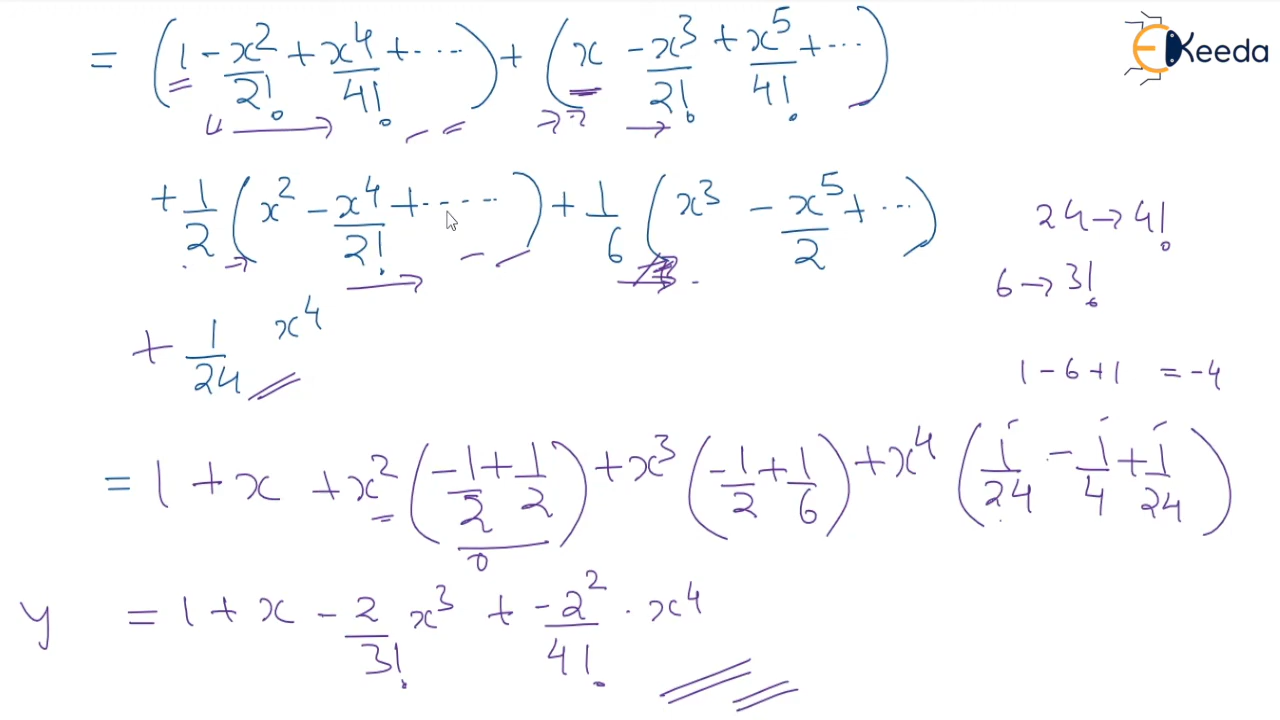 EKeeda
= (1 - x²/2! + x⁴/4! + ....) + (x - x³/2! + x⁵/4! + ...)
+ 1/2 (x² - x⁴/2! + ......) + 1/6 (x³ - x⁵/2 + ...)
24 → 4!
6 → 3!
+ 1/24 x⁴
1 - 6 + 1 = -4
= 1 + x + x² (-1/2 + 1/2) + x³ (-1/2 + 1/6) + x⁴ (1/24 - 1/4 + 1/24)
0
y = 1 + x - 2/3! x³ + -2²/4! · x⁴